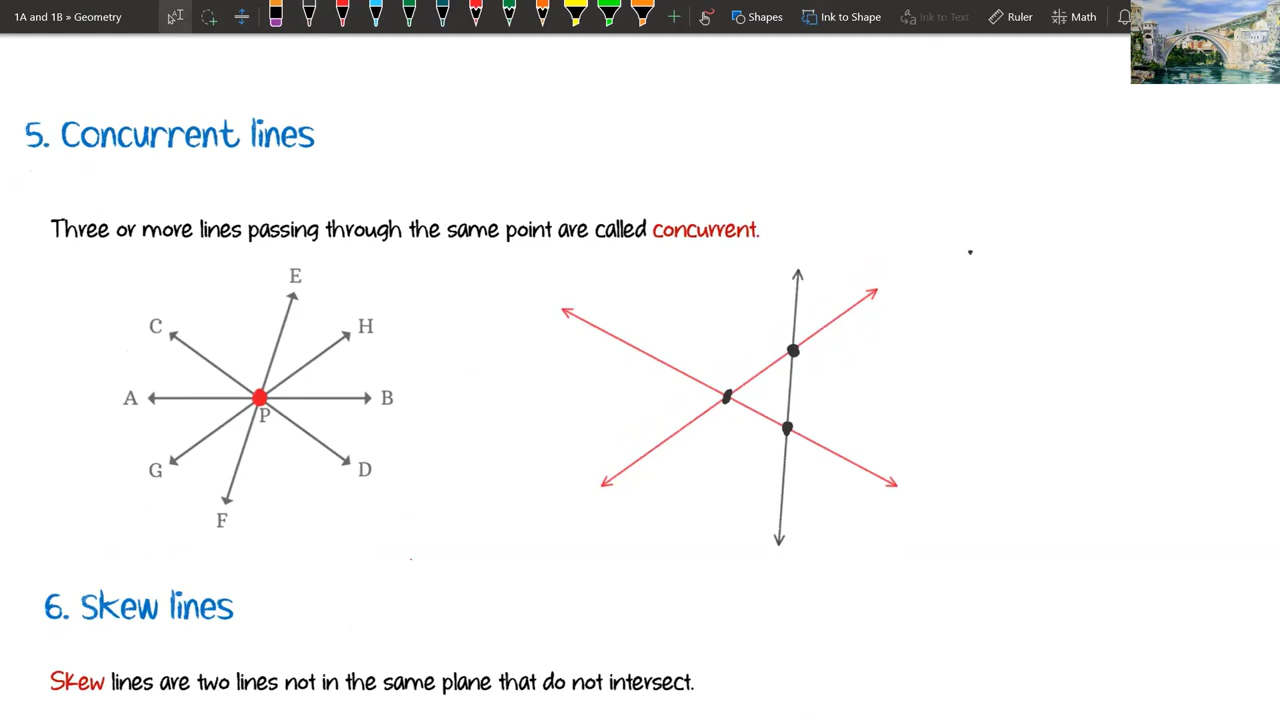 1A and 1B » Geometry
Shapes
Ink to Shape
Ink to Text
Ruler
Math
5. Concurrent lines
Three or more lines passing through the same point are called concurrent.
E
C
H
A
B
P
G
D
F
6. Skew lines
Skew lines are two lines not in the same plane that do not intersect.